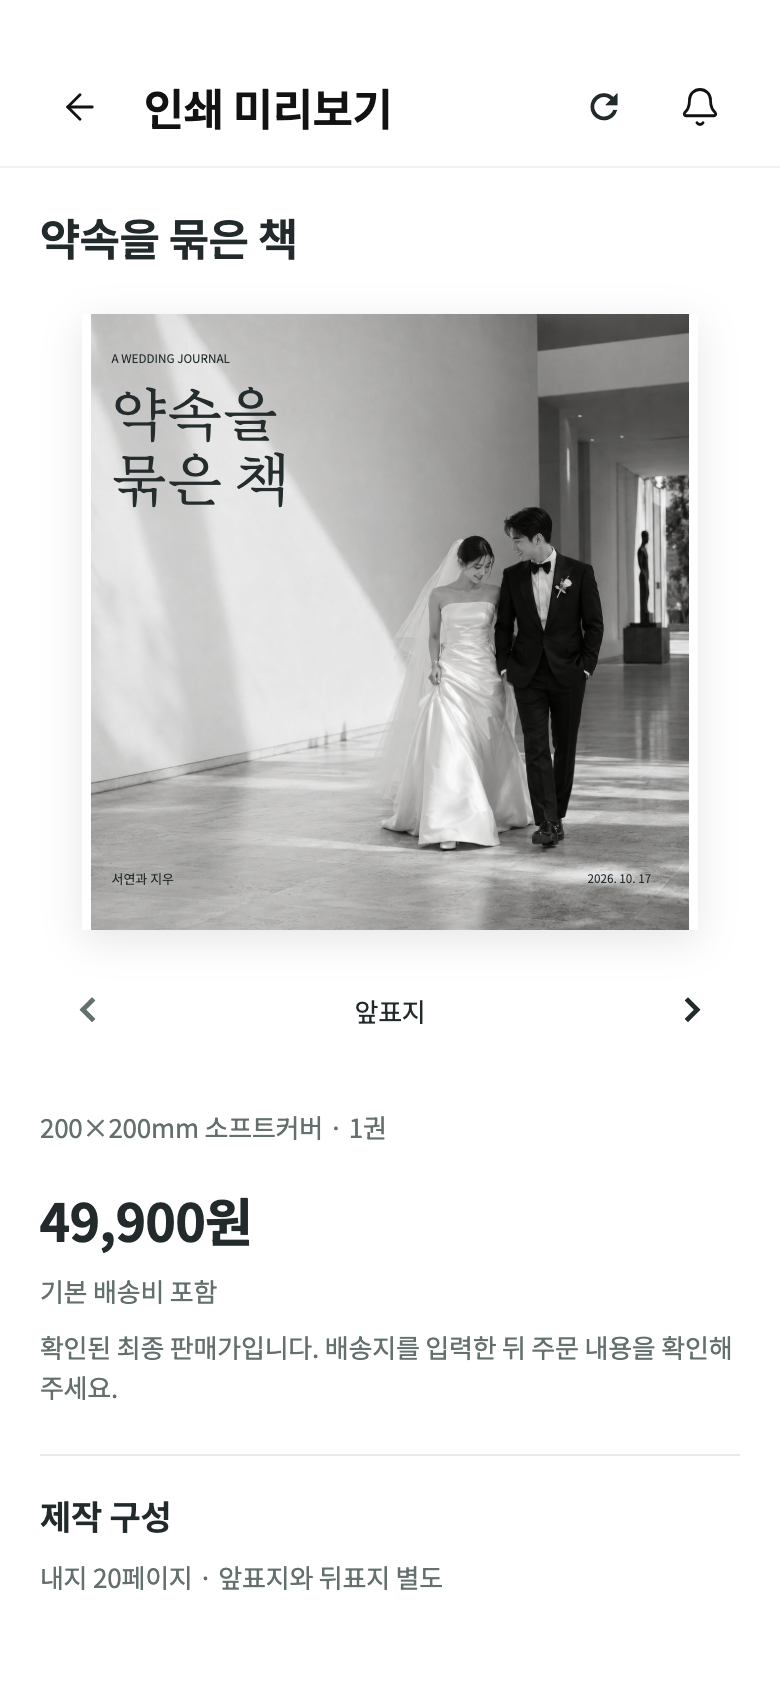 인쇄 미리보기
약속을 묶은 책
A WEDDING JOURNAL
약속을
묶은 책
서연과 지우
2026. 10. 17
앞표지
200×200mm 소프트커버 · 1권
49,900원
기본 배송비 포함
확인된 최종 판매가입니다. 배송지를 입력한 뒤 주문 내용을 확인해
주세요.
제작 구성
내지 20페이지 · 앞표지와 뒤표지 별도